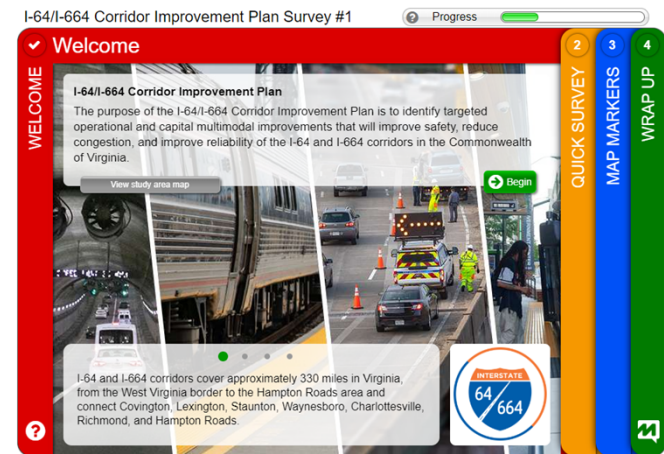 I-64/I-664 Corridor Improvement Plan Survey #1
Progress
Welcome
WELCOME
I-64/I-664 Corridor Improvement Plan
The purpose of the I-64/I-664 Corridor Improvement Plan is to identify targeted
operational and capital multimodal improvements that will improve safety, reduce
congestion, and improve reliability of the I-64 and I-664 corridors in the Commonwealth
of Virginia.
View study area map
Begin
I-64 and I-664 corridors cover approximately 330 miles in Virginia,
from the West Virginia border to the Hampton Roads area and
connect Covington, Lexington, Staunton, Waynesboro, Charlottesville,
Richmond, and Hampton Roads.
INTERSTATE
64
664
2
QUICK SURVEY
3
MAP MARKERS
4
WRAP UP